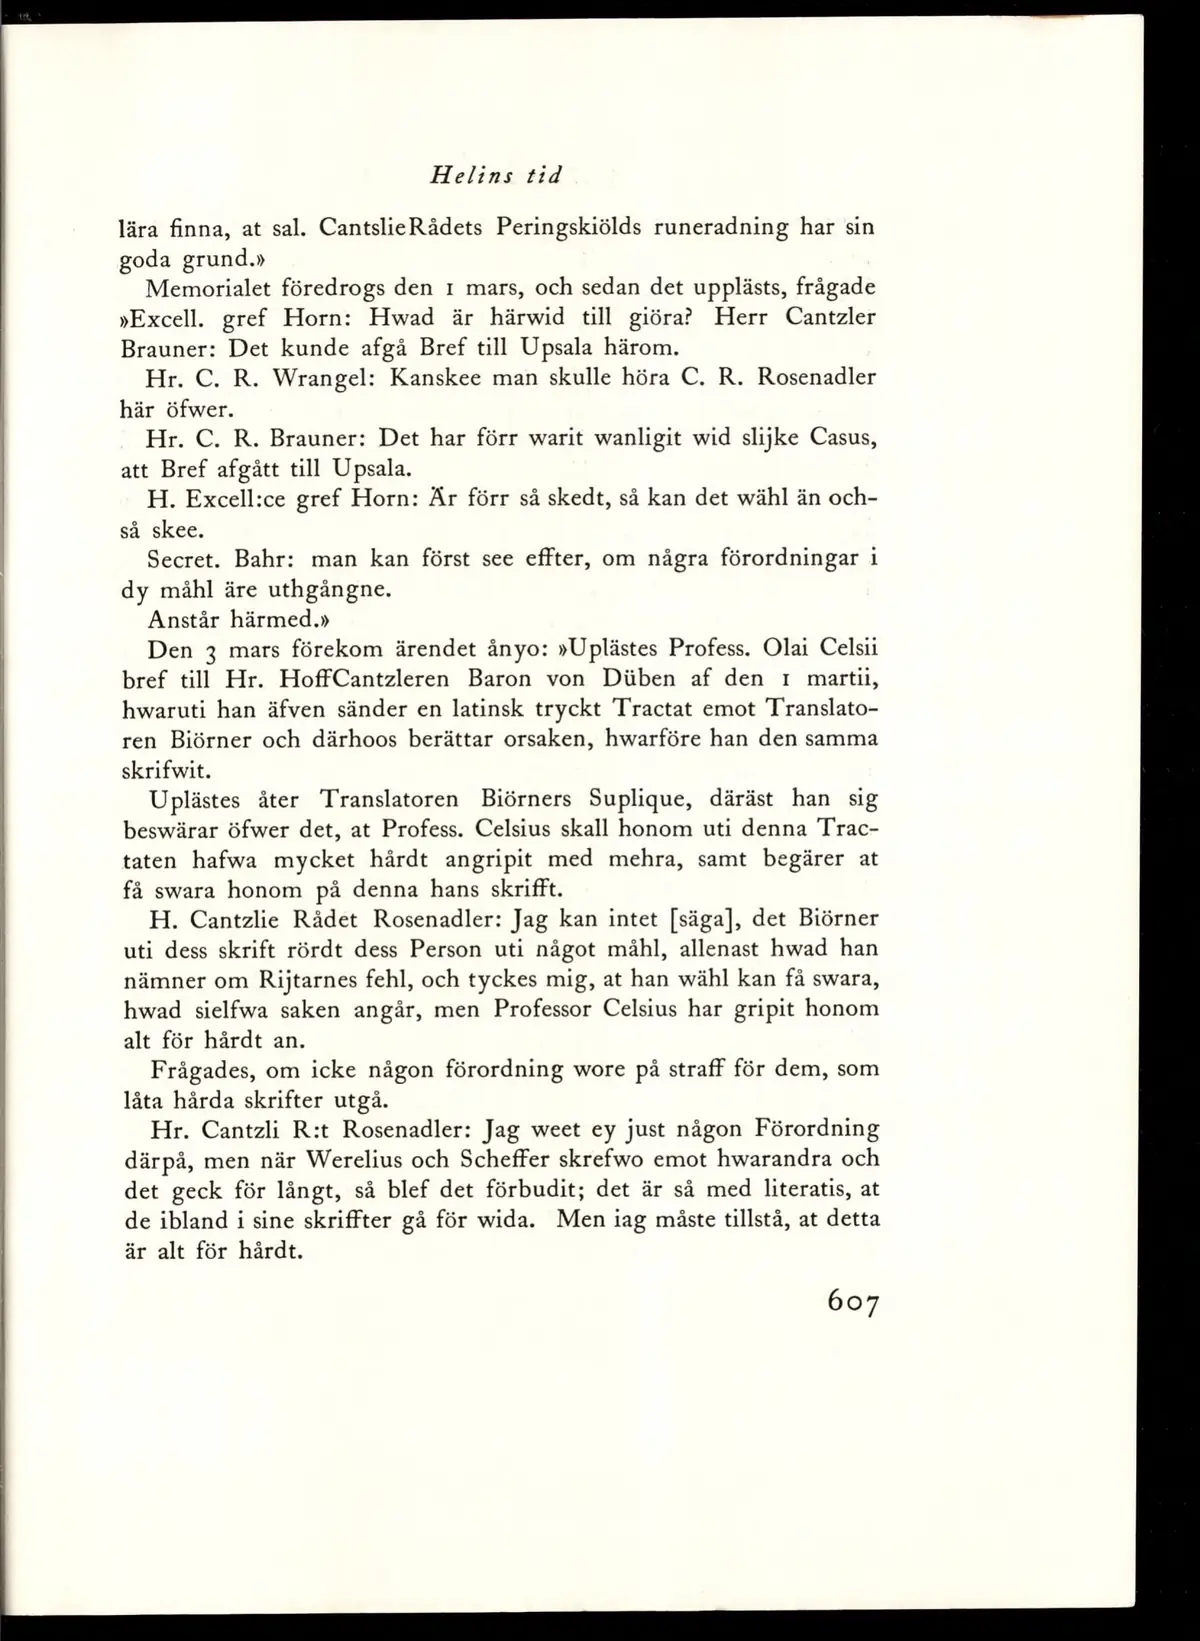 Helins tid
lära finna, at sal. CantslieRådets Peringskiölds runeradning har sin
goda grund.»
Memorialet föredrogs den 1 mars, och sedan det upplästs, frågade
»Excell. gref Horn: Hwad är härwid till giöra? Herr Cantzler
Brauner: Det kunde afgå Bref till Upsala härom.
Hr. C. R. Wrangel: Kanskee man skulle höra C. R. Rosenadler
här öfwer.
Hr. C. R. Brauner: Det har förr warit wanligit wid slijke Casus,
att Bref afgått till Upsala.
H. Excell:ce gref Horn: Är förr så skedt, så kan det wähl än och-
så skee.
Secret. Bahr: man kan först see effter, om några förordningar i
dy måhl äre uthgångne.
Anstår härmed.»
Den 3 mars förekom ärendet ånyo: »Uplästes Profess. Olai Celsii
bref till Hr. HoffCantzleren Baron von Düben af den 1 martii,
hwaruti han äfven sänder en latinsk tryckt Tractat emot Translato-
ren Biörner och därhoos berättar orsaken, hwarföre han den samma
skrifwit.
Uplästes åter Translatoren Biörners Suplique, däräst han sig
beswärar öfwer det, at Profess. Celsius skall honom uti denna Trac-
taten hafwa mycket hårdt angripit med mehra, samt begärer at
få swara honom på denna hans skrifft.
H. Cantzlie Rådet Rosenadler: Jag kan intet [säga], det Biörner
uti dess skrift rördt dess Person uti något måhl, allenast hwad han
nämner om Rijtarnes fehl, och tyckes mig, at han wähl kan få swara,
hwad sielfwa saken angår, men Professor Celsius har gripit honom
alt för hårdt an.
Frågades, om icke någon förordning wore på straff för dem, som
låta hårda skrifter utgå.
Hr. Cantzli R:t Rosenadler: Jag weet ey just någon Förordning
därpå, men när Werelius och Scheffer skrefwo emot hwarandra och
det geck för långt, så blef det förbudit; det är så med literatis, at
de ibland i sine skriffter gå för wida. Men iag måste tillstå, at detta
är alt för hårdt.
607